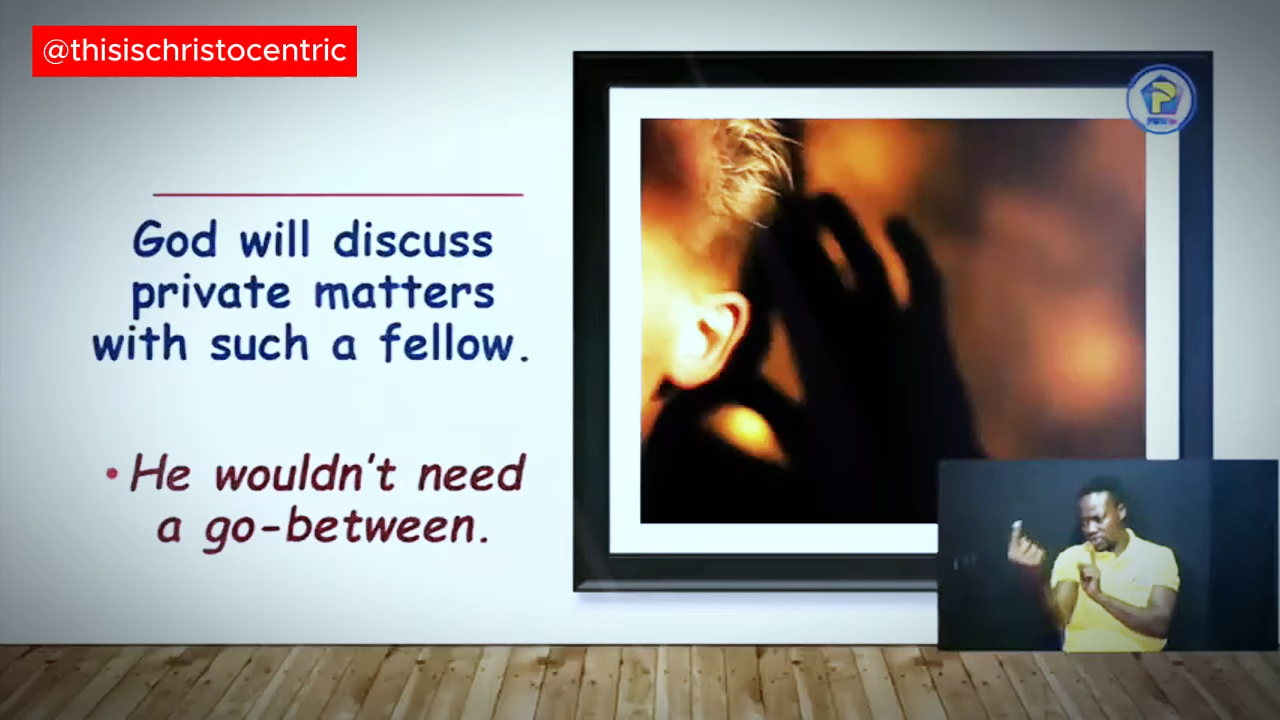 @thisischristocentric
God will discuss
private matters
with such a fellow.
• He wouldn't need
a go-between.